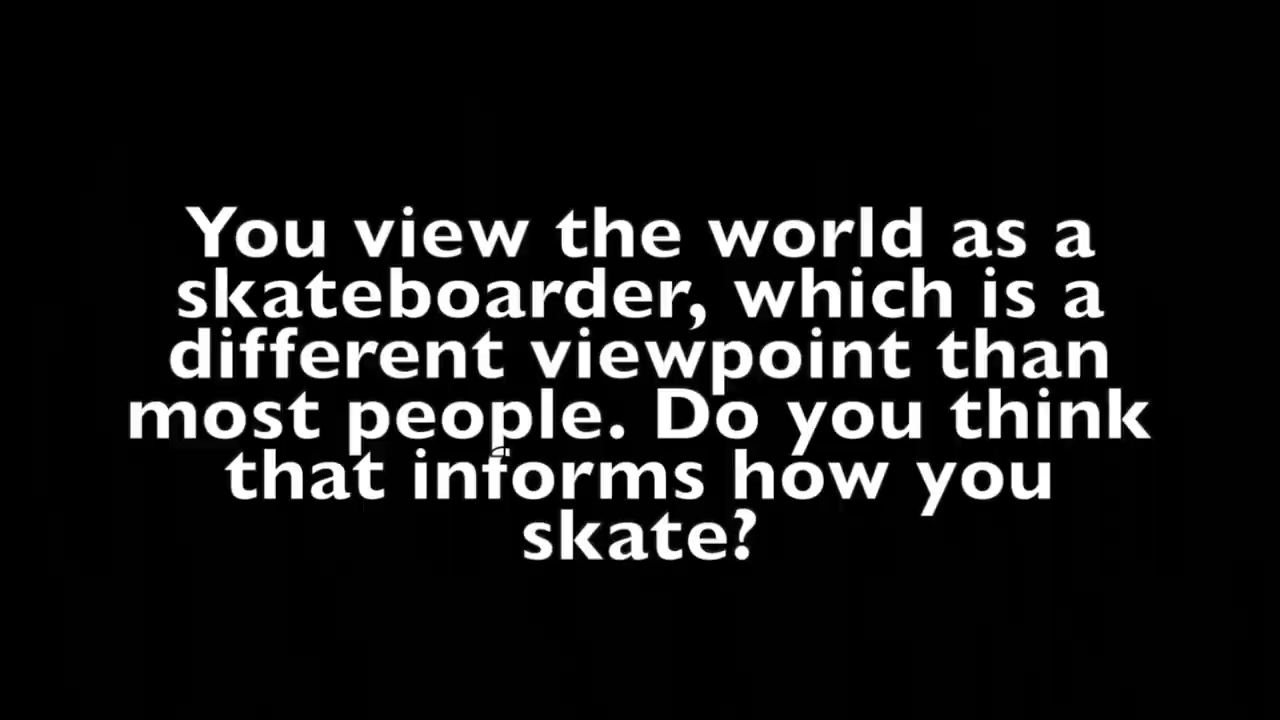 You view the world as a
skateboarder, which is a
different viewpoint than
most people. Do you think
that informs how you
skate?